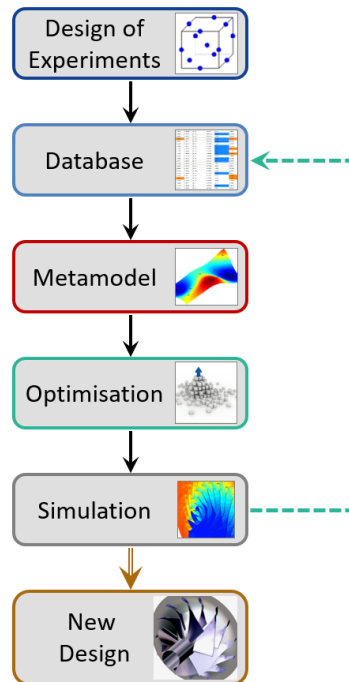 Design of
Experiments
Database
Metamodel
Optimisation
Simulation
New
Design